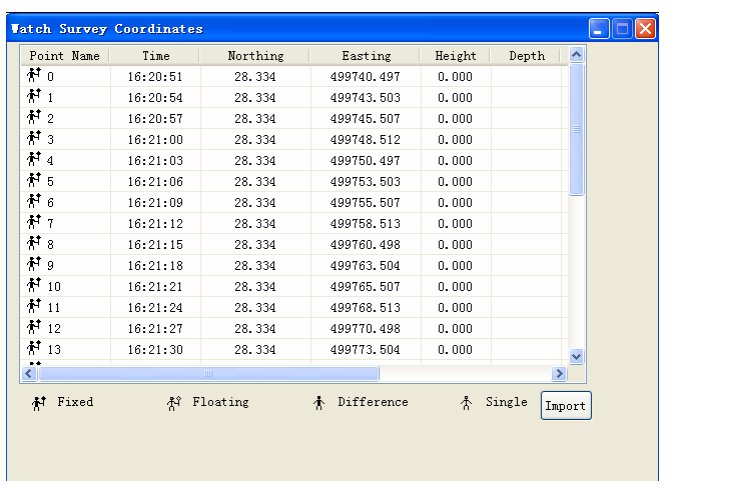 Watch Survey Coordinates
Point Name Time Northing Easting Height Depth
0 16:20:51 28.334 499740.497 0.000
1 16:20:54 28.334 499743.503 0.000
2 16:20:57 28.334 499745.507 0.000
3 16:21:00 28.334 499748.512 0.000
4 16:21:03 28.334 499750.497 0.000
5 16:21:06 28.334 499753.503 0.000
6 16:21:09 28.334 499755.507 0.000
7 16:21:12 28.334 499758.513 0.000
8 16:21:15 28.334 499760.498 0.000
9 16:21:18 28.334 499763.504 0.000
10 16:21:21 28.334 499765.507 0.000
11 16:21:24 28.334 499768.513 0.000
12 16:21:27 28.334 499770.498 0.000
13 16:21:30 28.334 499773.504 0.000
Fixed Floating Difference Single Import